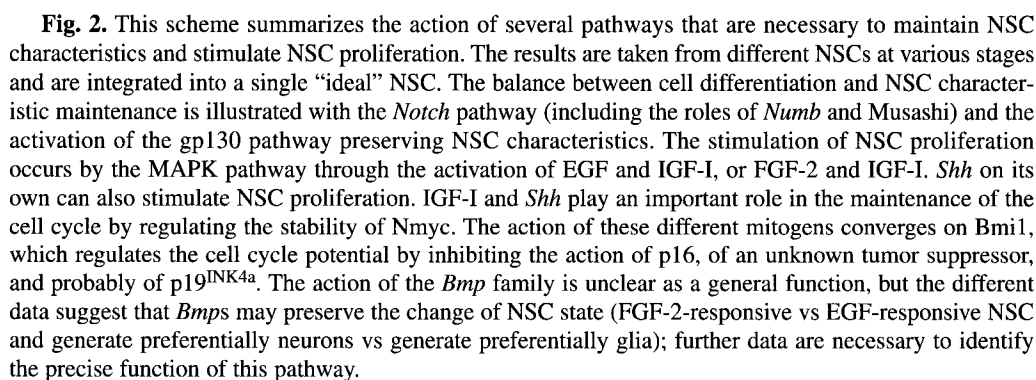 Fig. 2. This scheme summarizes the action of several pathways that are necessary to maintain NSC
characteristics and stimulate NSC proliferation. The results are taken from different NSCs at various stages
and are integrated into a single “ideal” NSC. The balance between cell differentiation and NSC character-
istic maintenance is illustrated with the Notch pathway (including the roles of Numb and Musashi) and the
activation of the gp130 pathway preserving NSC characteristics. The stimulation of NSC proliferation
occurs by the MAPK pathway through the activation of EGF and IGF-I, or FGF-2 and IGF-I. Shh on its
own can also stimulate NSC proliferation. IGF-I and Shh play an important role in the maintenance of the
cell cycle by regulating the stability of Nmyc. The action of these different mitogens converges on Bmi1,
which regulates the cell cycle potential by inhibiting the action of p16, of an unknown tumor suppressor,
and probably of p19INK4a. The action of the Bmp family is unclear as a general function, but the different
data suggest that Bmps may preserve the change of NSC state (FGF-2-responsive vs EGF-responsive NSC
and generate preferentially neurons vs generate preferentially glia); further data are necessary to identify
the precise function of this pathway.